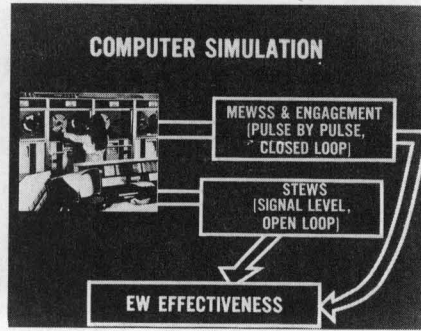 COMPUTER SIMULATION
MEWSS & ENGAGEMENT
(PULSE BY PULSE,
CLOSED LOOP)
STEWS
(SIGNAL LEVEL,
OPEN LOOP)
EW EFFECTIVENESS